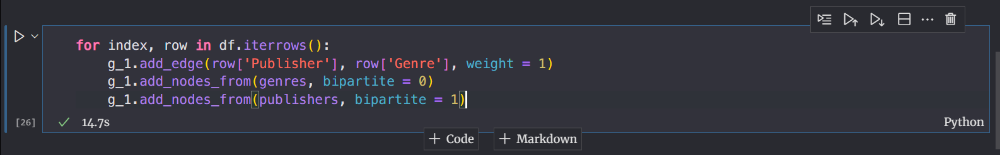 for index, row in df.iterrows():
    g_1.add_edge(row['Publisher'], row['Genre'], weight = 1)
    g_1.add_nodes_from(genres, bipartite = 0)
    g_1.add_nodes_from(publishers, bipartite = 1)
[26] 14.7s Python
+ Code + Markdown